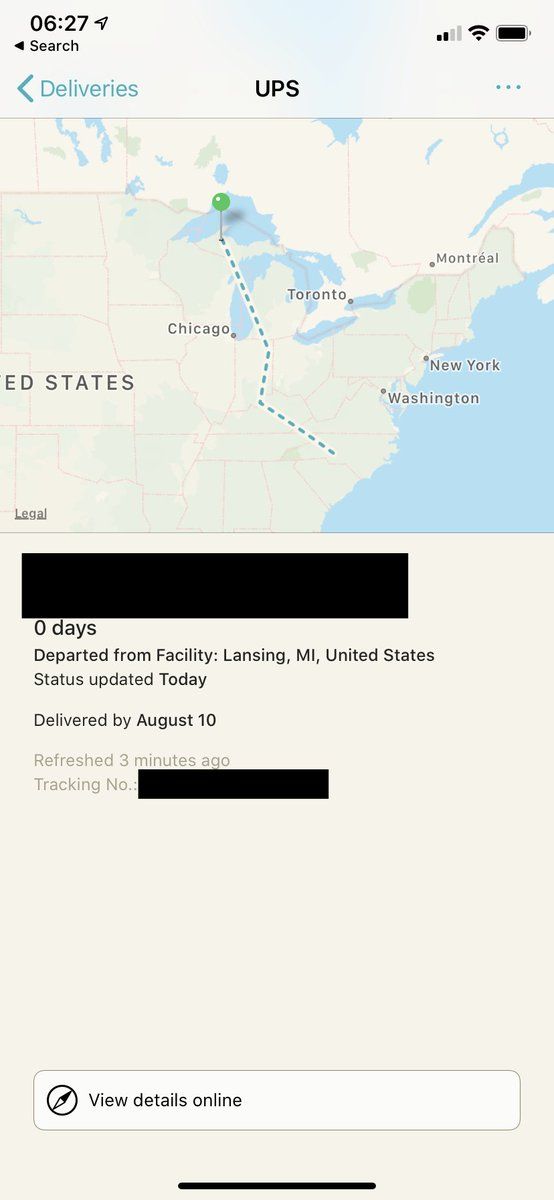 06:27
◀ Search
Deliveries
UPS
...
Montréal
Toronto
Chicago
New York
TED STATES
Washington
Legal
0 days
Departed from Facility: Lansing, MI, United States
Status updated Today
Delivered by August 10
Refreshed 3 minutes ago
Tracking No.:
View details online